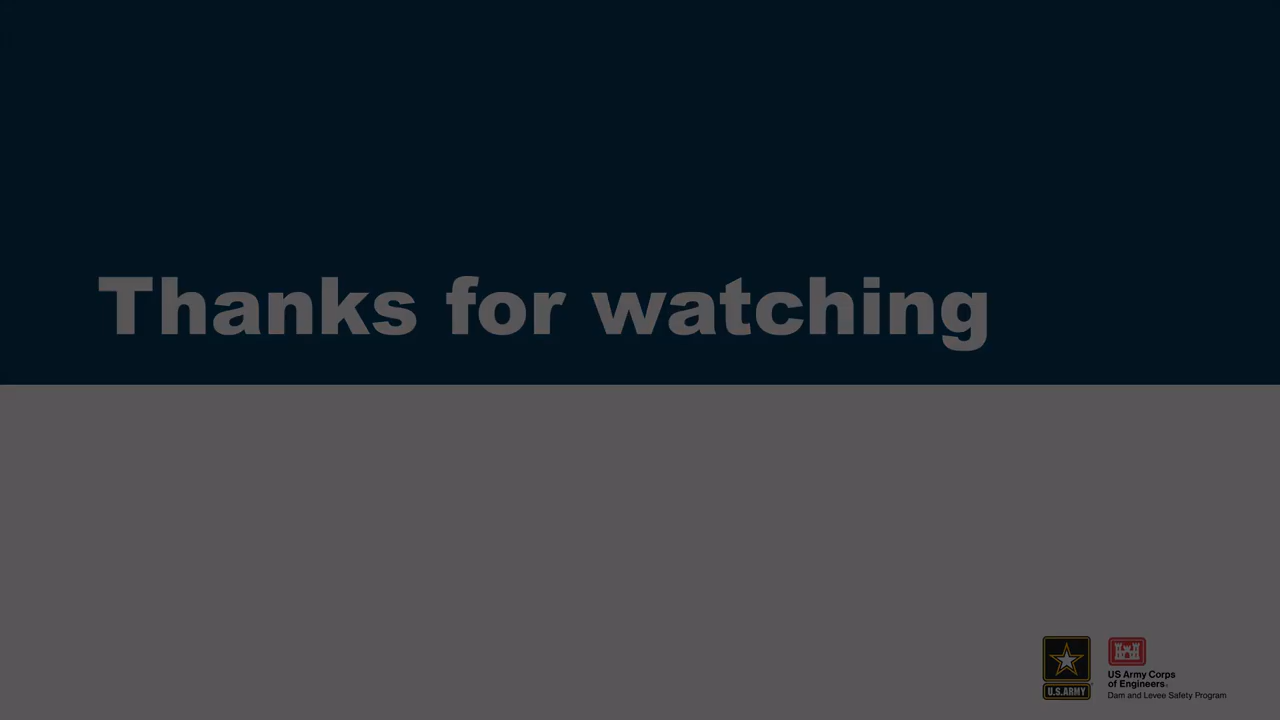 Thanks for watching
U.S.ARMY
US Army Corps
of Engineers®
Dam and Levee Safety Program